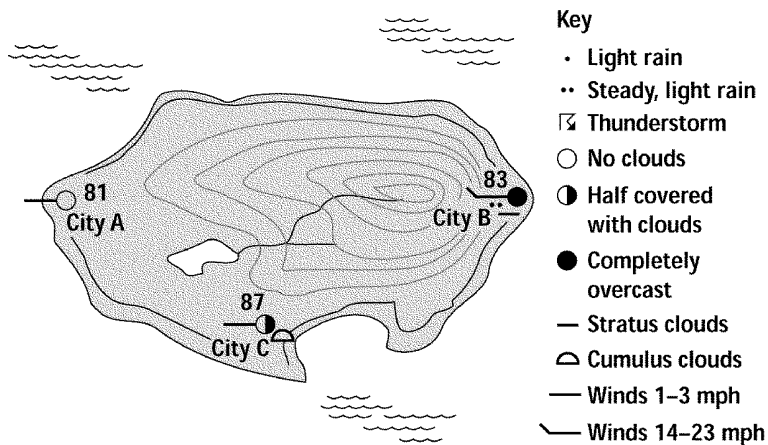 Key
Light rain
Steady, light rain
Thunderstorm
No clouds
Half covered
with clouds
Completely
overcast
Stratus clouds
Cumulus clouds
Winds 1–3 mph
Winds 14–23 mph
81
City A
83
City B
87
City C